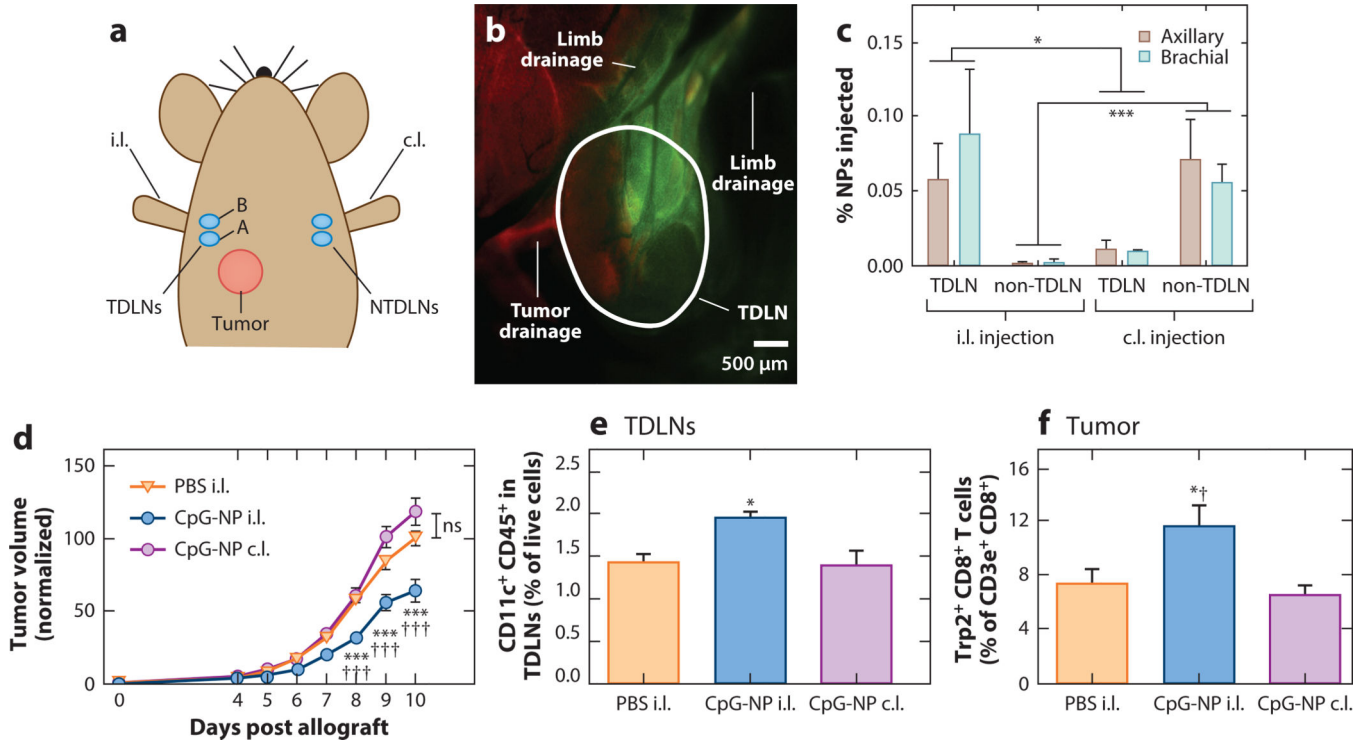 a
i.l.
c.l.
B
A
TDLNs
Tumor
NTDLNs
b
Limb
drainage
Limb
drainage
Tumor
drainage
TDLN
500 µm
c
% NPs injected
0.15
0.10
0.05
0.00
Axillary
Brachial
*
***
TDLN non-TDLN TDLN non-TDLN
i.l. injection c.l. injection
d
Tumor volume
(normalized)
150
100
50
0
PBS i.l.
CpG-NP i.l.
CpG-NP c.l.
ns
***
†††
***
†††
***
†††
0 4 5 6 7 8 9 10
Days post allograft
e TDLNs
CD11c⁺ CD45⁺ in
TDLNs (% of live cells)
2.5
2.0
1.5
1.0
0.5
0.0
*
PBS i.l. CpG-NP i.l. CpG-NP c.l.
f Tumor
Trp2⁺ CD8⁺ T cells
(% of CD3e⁺ CD8⁺)
16
12
8
4
0
*†
PBS i.l. CpG-NP i.l. CpG-NP c.l.